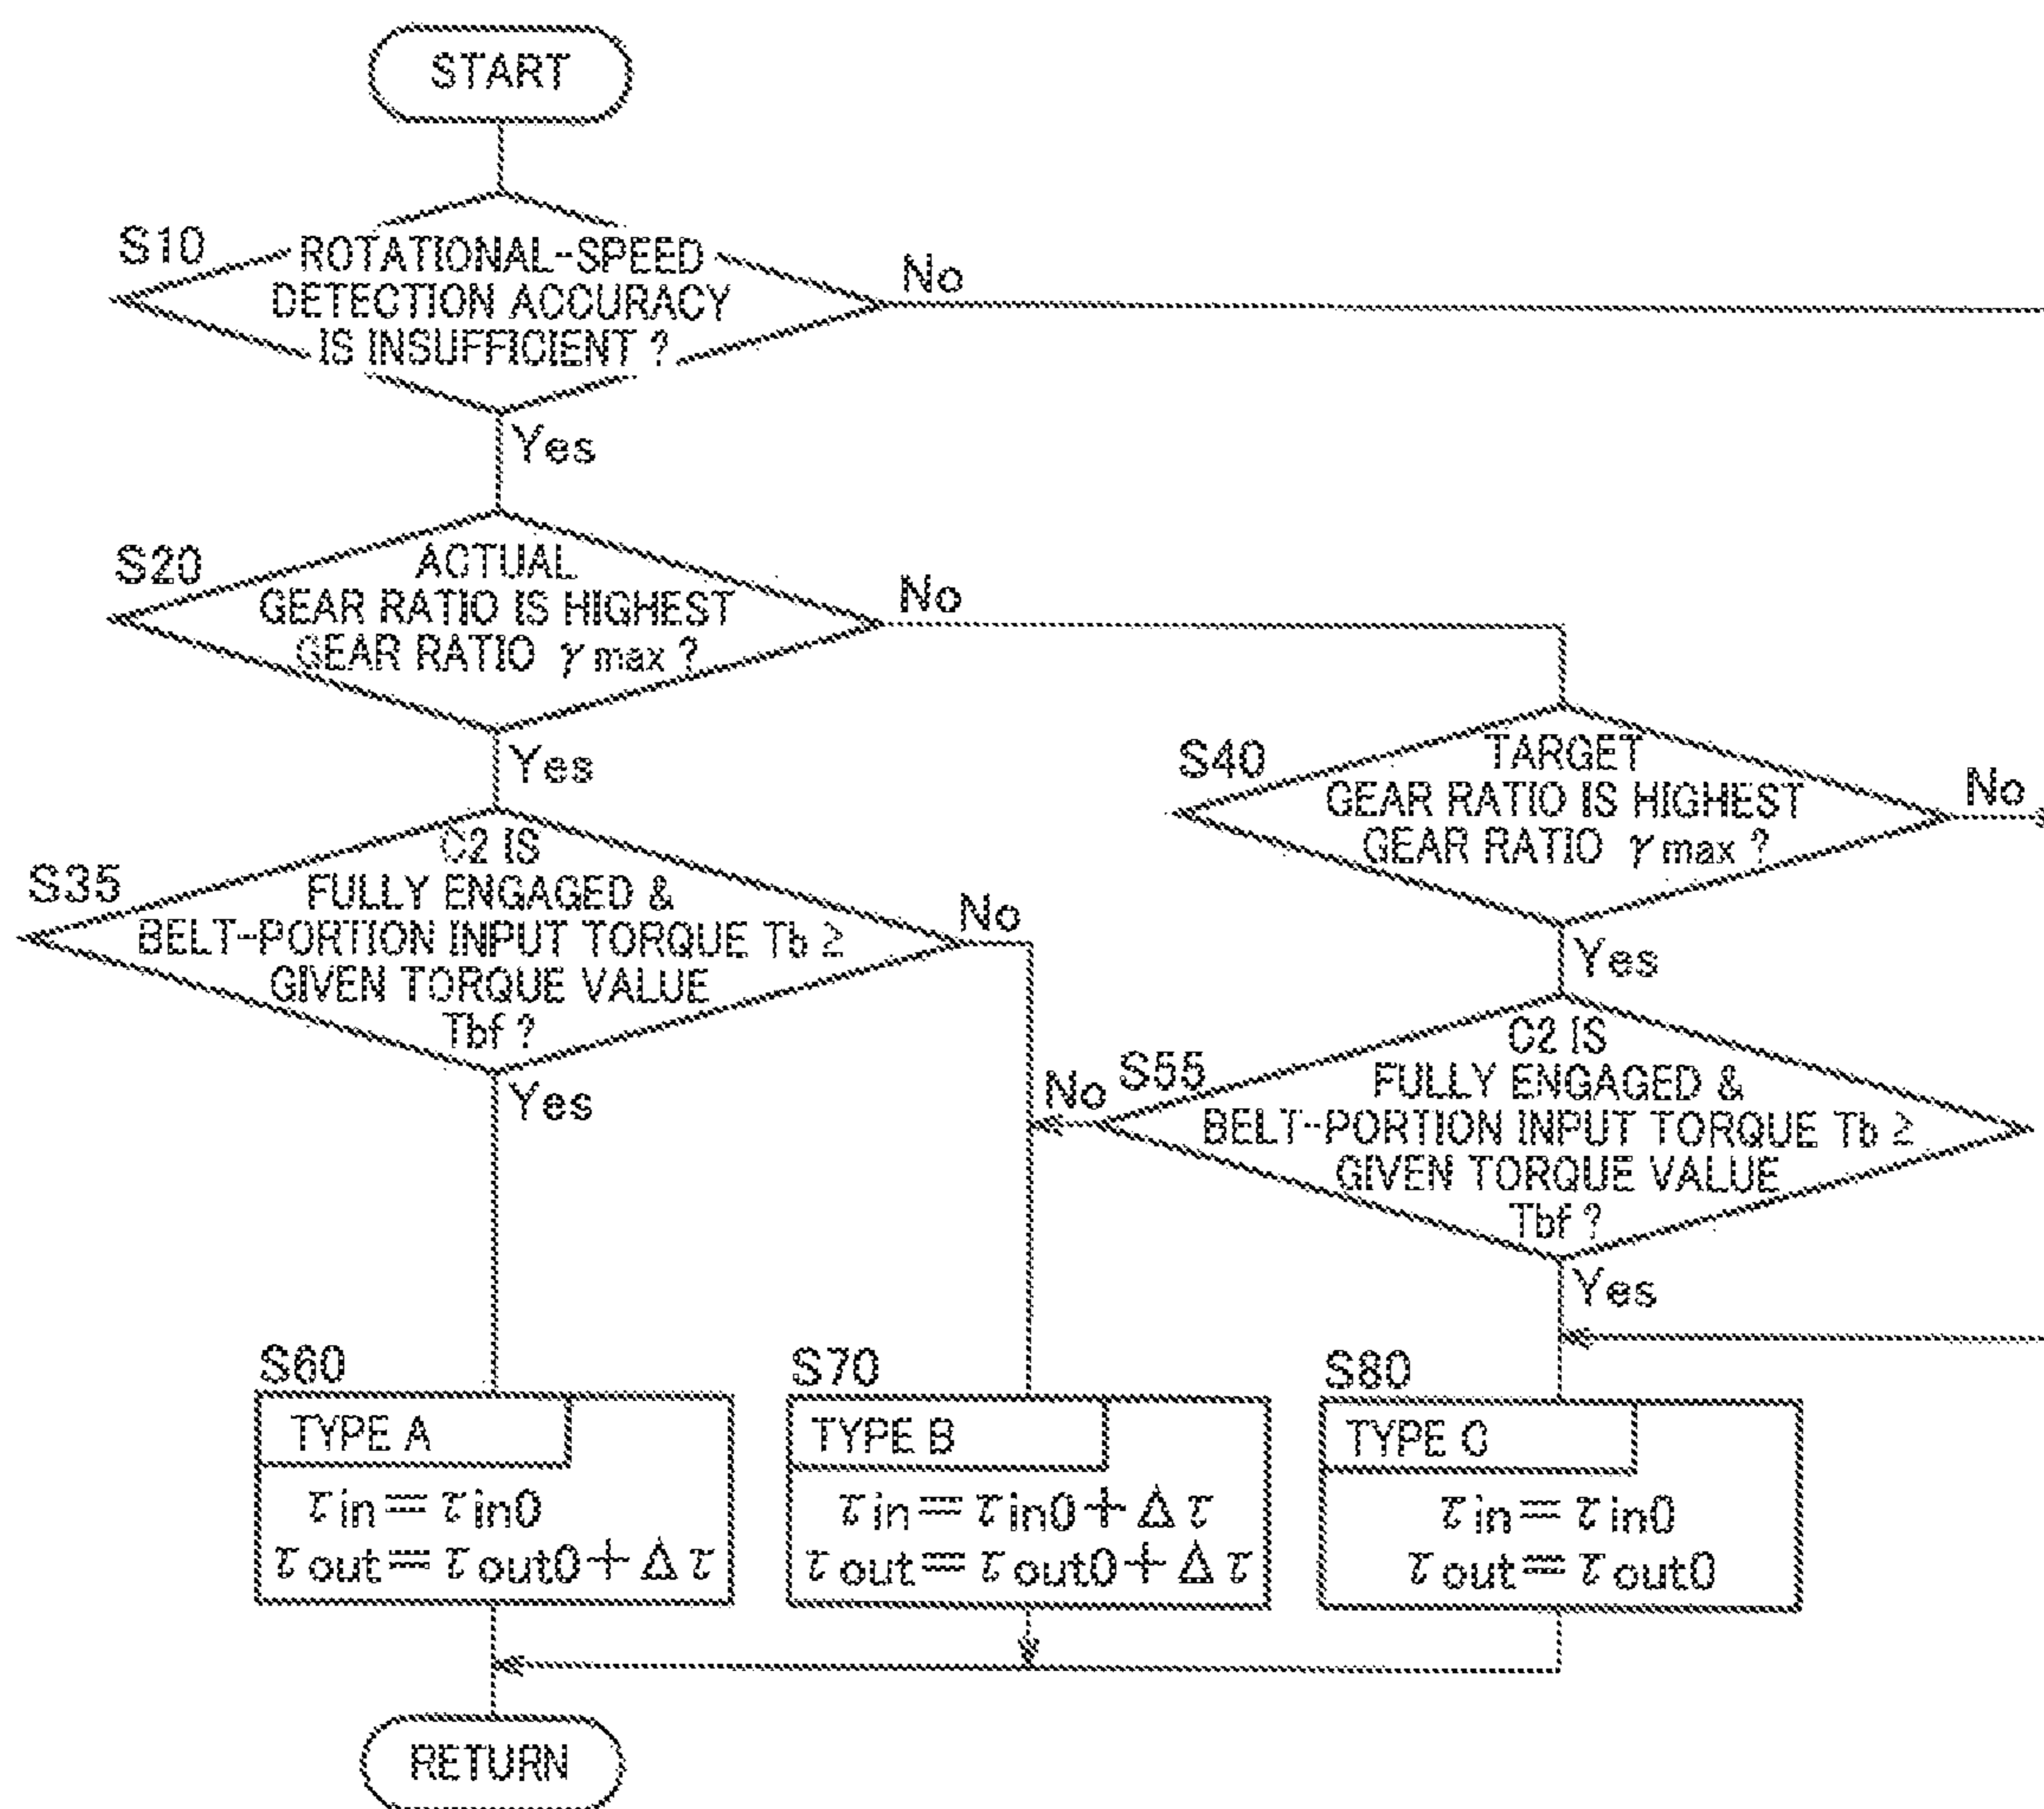 START
S10
ROTATIONAL-SPEED
DETECTION ACCURACY
IS INSUFFICIENT ?
No
Yes
S20
ACTUAL
GEAR RATIO IS HIGHEST
GEAR RATIO γmax ?
No
Yes
S40
TARGET
GEAR RATIO IS HIGHEST
GEAR RATIO γmax ?
No
Yes
S35
C2 IS
FULLY ENGAGED &
BELT-PORTION INPUT TORQUE Tb ≥
GIVEN TORQUE VALUE
Tbf ?
No
Yes
S55
C2 IS
FULLY ENGAGED &
BELT-PORTION INPUT TORQUE Tb ≥
GIVEN TORQUE VALUE
Tbf ?
No
Yes
S60
TYPE A
τin=τin0
τout=τout0+Δτ
S70
TYPE B
τin=τin0+Δτ
τout=τout0+Δτ
S80
TYPE C
τin=τin0
τout=τout0
RETURN